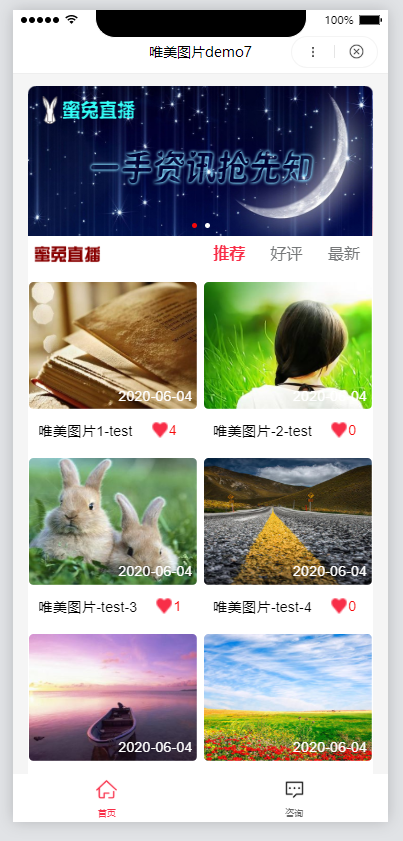 100%
唯美图片demo7
蜜兔直播
一手资讯抢先知
蜜兔直播
推荐 好评 最新
2020-06-04 2020-06-04
唯美图片1-test 4 唯美图片-2-test 0
2020-06-04 2020-06-04
唯美图片-test-3 1 唯美图片-test-4 0
2020-06-04 2020-06-04
首页 咨询